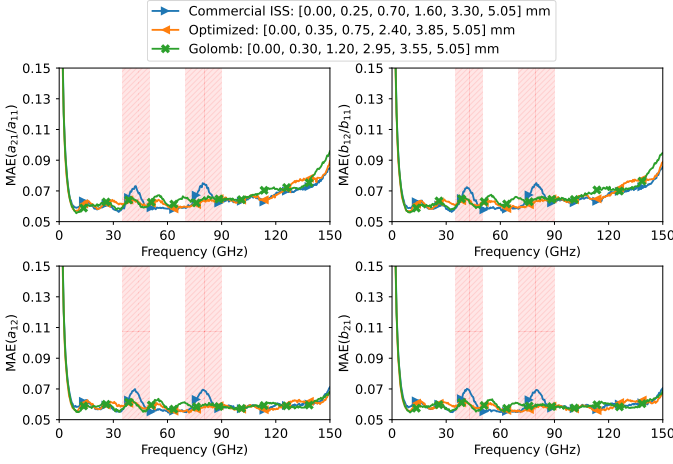 Commercial ISS: [0.00, 0.25, 0.70, 1.60, 3.30, 5.05] mm
Optimized: [0.00, 0.35, 0.75, 2.40, 3.85, 5.05] mm
Golomb: [0.00, 0.30, 1.20, 2.95, 3.55, 5.05] mm
MAE(a21/a11)
0.15
0.13
0.11
0.09
0.07
0.05
0 30 60 90 120 150
Frequency (GHz)
MAE(b12/b11)
0.15
0.13
0.11
0.09
0.07
0.05
0 30 60 90 120 150
Frequency (GHz)
MAE(a12)
0.15
0.13
0.11
0.09
0.07
0.05
0 30 60 90 120 150
Frequency (GHz)
MAE(b21)
0.15
0.13
0.11
0.09
0.07
0.05
0 30 60 90 120 150
Frequency (GHz)